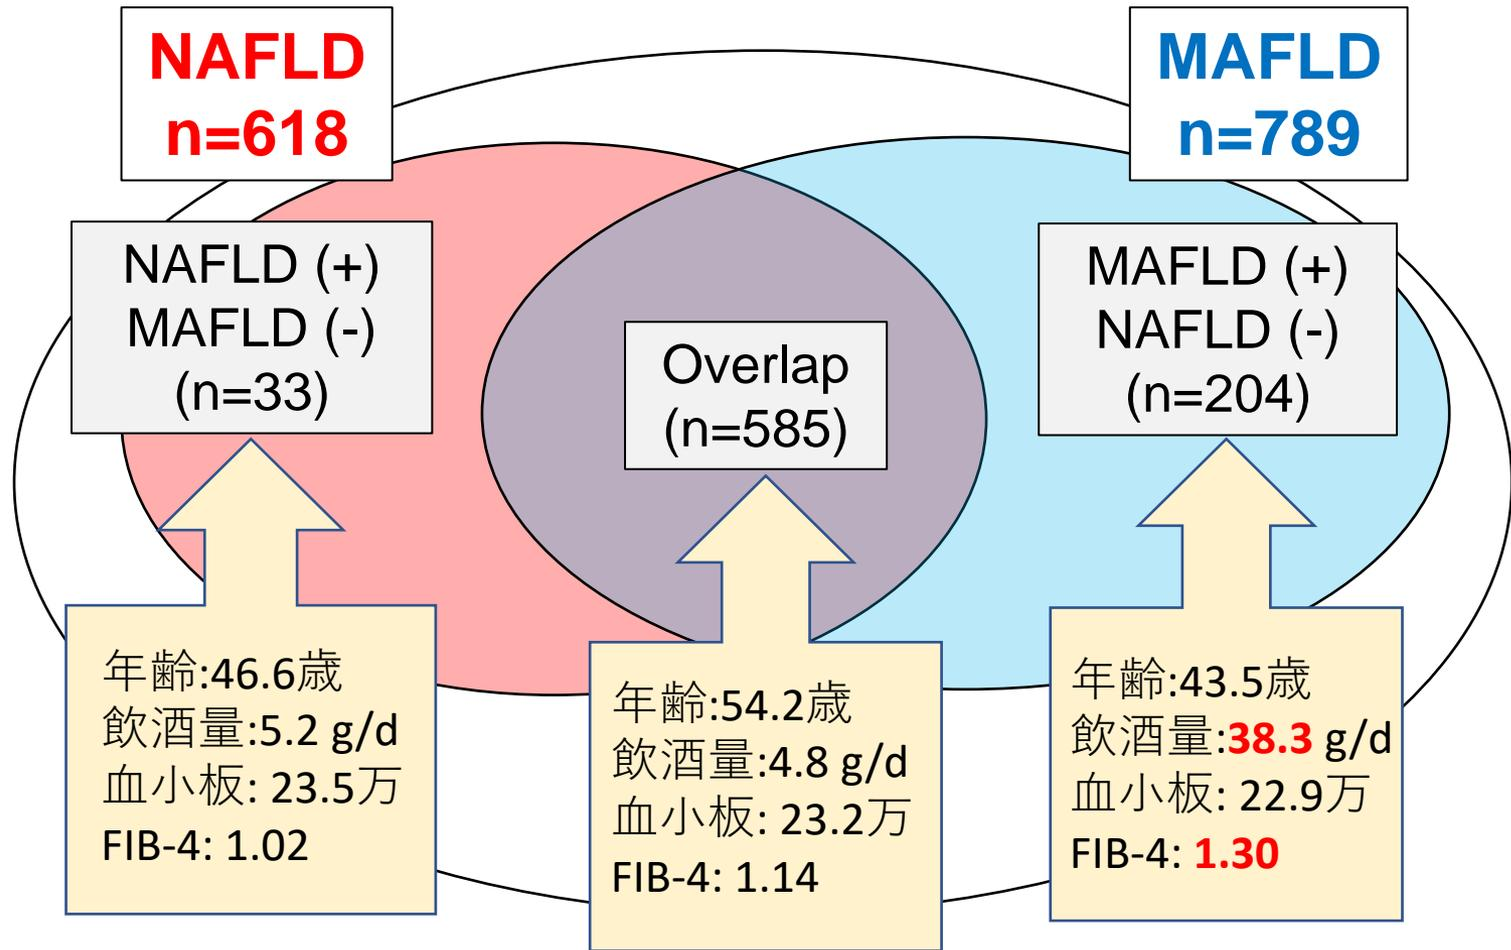 NAFLD
n=618
MAFLD
n=789
NAFLD (+)
MAFLD (-)
(n=33)
Overlap
(n=585)
MAFLD (+)
NAFLD (-)
(n=204)
年齢:46.6歳
飲酒量:5.2 g/d
血小板: 23.5万
FIB-4: 1.02
年齢:54.2歳
飲酒量:4.8 g/d
血小板: 23.2万
FIB-4: 1.14
年齢:43.5歳
飲酒量:38.3 g/d
血小板: 22.9万
FIB-4: 1.30